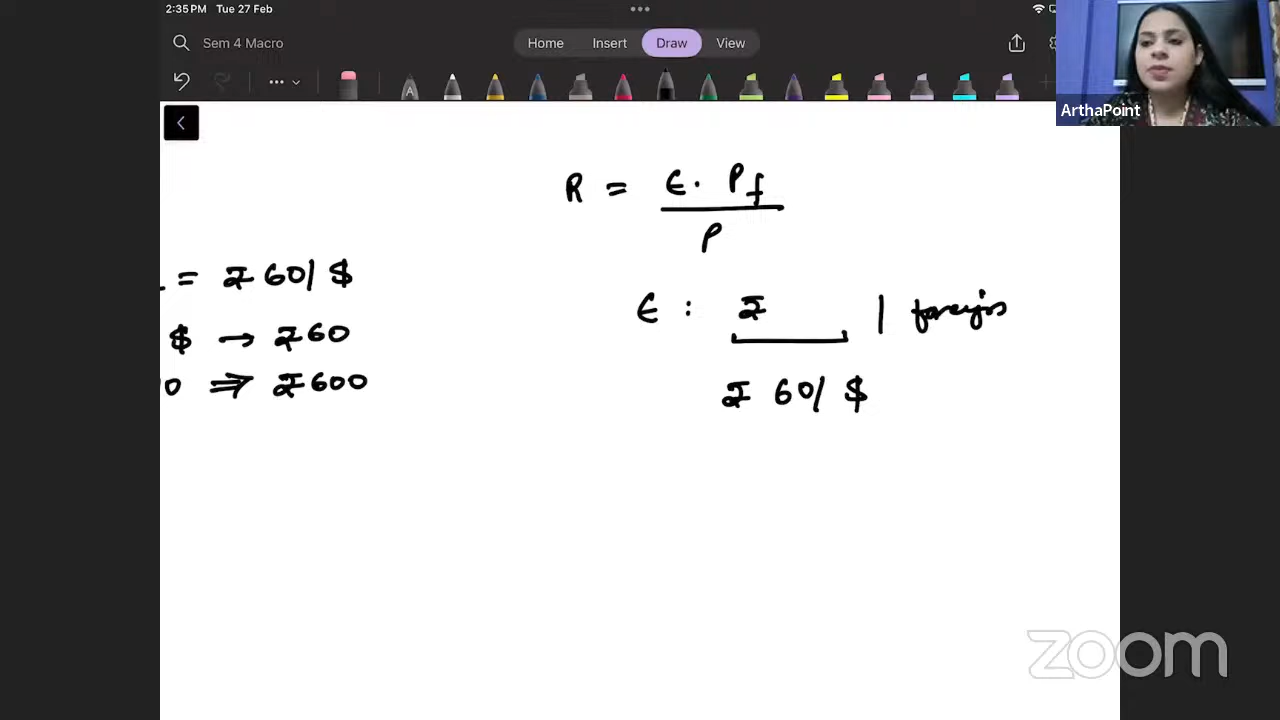 2:35 PM Tue 27 Feb
Sem 4 Macro
Home Insert Draw View
A
ArthaPoint
R = E. Pf / P
= ₹ 60/ $
E : ₹ | foreign
$ → ₹ 60
0 ⇒ ₹ 600
₹ 60/ $
zoom